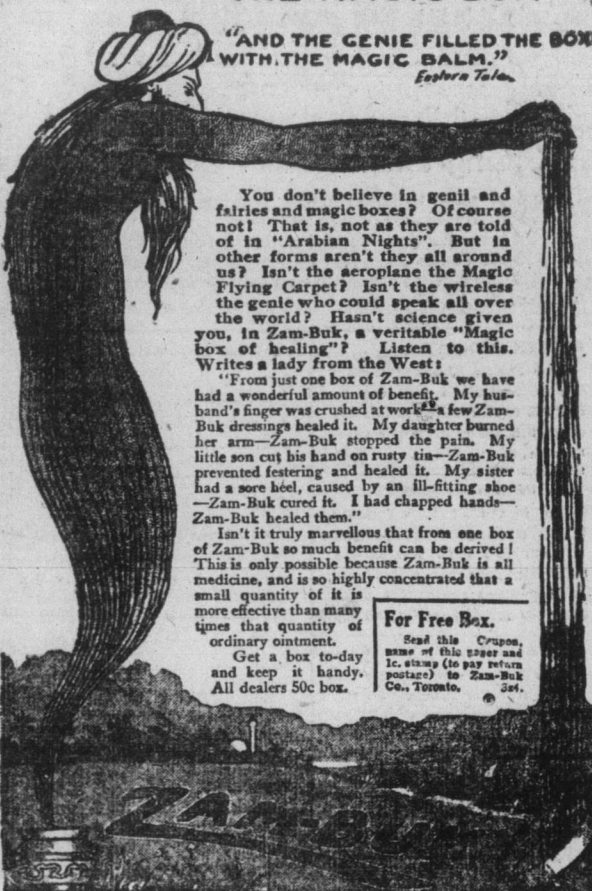 "AND THE GENIE FILLED THE BOX
WITH THE MAGIC BALM."
Eastern Tale.
You don't believe in genii and
fairies and magic boxes? Of course
not! That is, not as they are told
of in "Arabian Nights". But in
other forms aren't they all around
us? Isn't the aeroplane the Magic
Flying Carpet? Isn't the wireless
the genie who could speak all over
the world? Hasn't science given
you, in Zam-Buk, a veritable "Magic
box of healing"? Listen to this.
Writes a lady from the West:
"From just one box of Zam-Buk we have
had a wonderful amount of benefit. My hus-
band's finger was crushed at work—a few Zam-
Buk dressings healed it. My daughter burned
her arm—Zam-Buk stopped the pain. My
little son cut his hand on rusty tin—Zam-Buk
prevented festering and healed it. My sister
had a sore heel, caused by an ill-fitting shoe
—Zam-Buk cured it. I had chapped hands—
Zam-Buk healed them."
Isn't it truly marvellous that from one box
of Zam-Buk so much benefit can be derived!
This is only possible because Zam-Buk is all
medicine, and is so highly concentrated that a
small quantity of it is
more effective than many
times that quantity of
ordinary ointment.
Get a box to-day
and keep it handy.
All dealers 50c box.
For Free Box.
Send this Coupon,
name of this paper and
1c. stamp (to pay return
postage) to Zam-Buk
Co., Toronto. 3x4.
ZAM-BUK